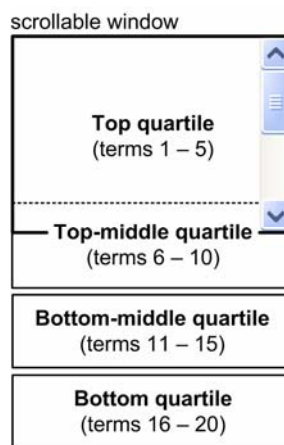 scrollable window
Top quartile
(terms 1 – 5)
Top-middle quartile
(terms 6 – 10)
Bottom-middle quartile
(terms 11 – 15)
Bottom quartile
(terms 16 – 20)